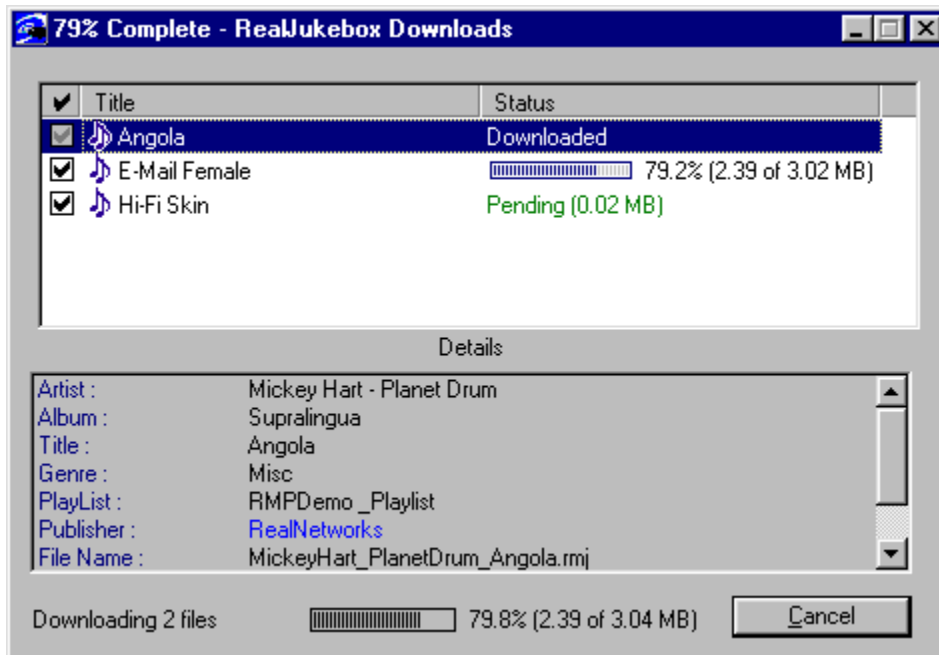 79% Complete - RealJukebox Downloads
Title Status
Angola Downloaded
E-Mail Female 79.2% (2.39 of 3.02 MB)
Hi-Fi Skin Pending (0.02 MB)
Details
Artist : Mickey Hart - Planet Drum
Album : Supralingua
Title : Angola
Genre : Misc
PlayList : RMPDemo _Playlist
Publisher : RealNetworks
File Name : MickeyHart_PlanetDrum_Angola.rmj
Downloading 2 files 79.8% (2.39 of 3.04 MB) Cancel